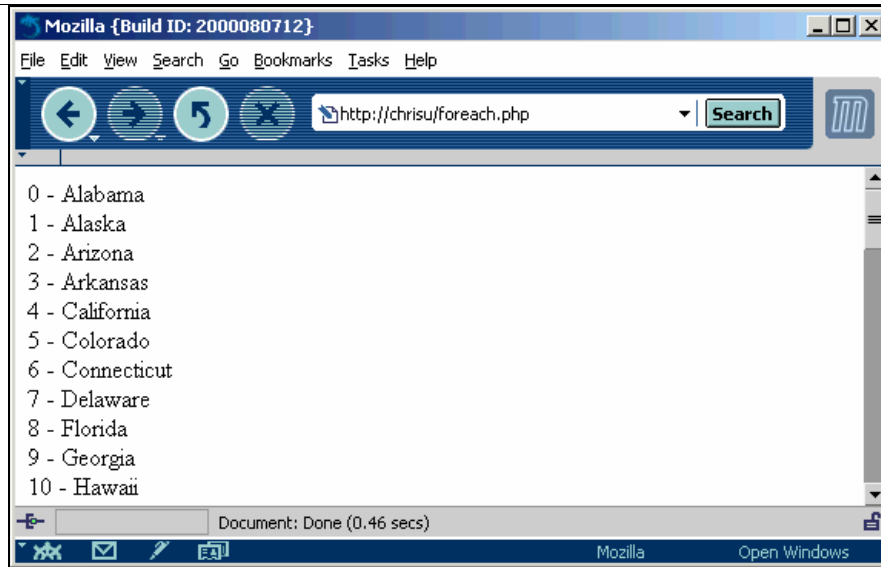 Mozilla {Build ID: 2000080712}
File Edit View Search Go Bookmarks Tasks Help
http://chrisu/foreach.php Search
0 - Alabama
1 - Alaska
2 - Arizona
3 - Arkansas
4 - California
5 - Colorado
6 - Connecticut
7 - Delaware
8 - Florida
9 - Georgia
10 - Hawaii
Document: Done (0.46 secs)
Mozilla Open Windows